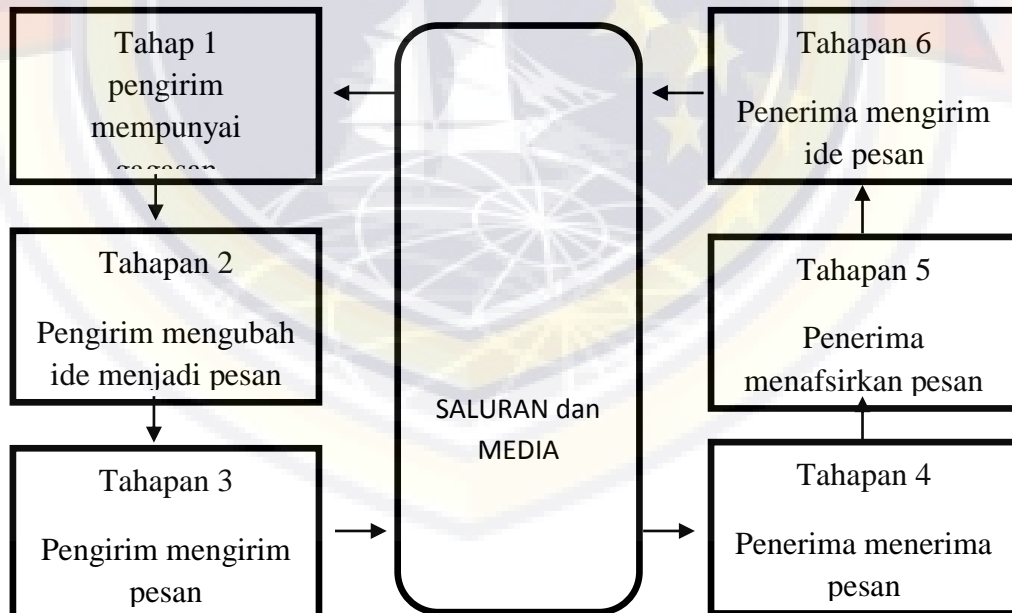 Tahap 1
pengirim
mempunyai
gagasan
Tahapan 2
Pengirim mengubah
ide menjadi pesan
Tahapan 3
Pengirim mengirim
pesan
SALURAN dan
MEDIA
Tahapan 4
Penerima menerima
pesan
Tahapan 5
Penerima
menafsirkan pesan
Tahapan 6
Penerima mengirim
ide pesan